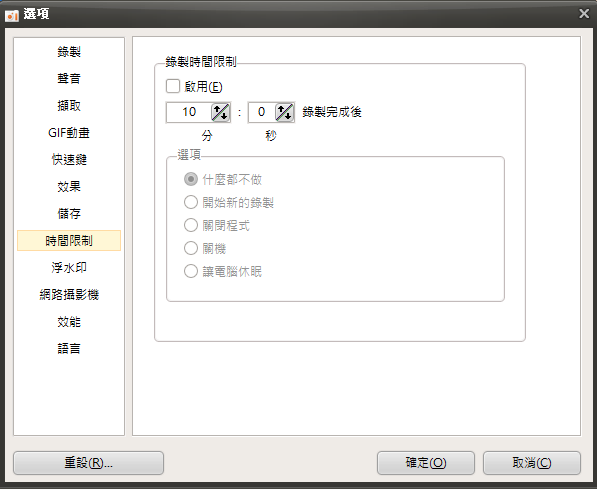 選項
錄製
聲音
擷取
GIF動畫
快速鍵
效果
儲存
時間限制
浮水印
網路攝影機
效能
語言
錄製時間限制
啟用(E)
10 : 0 錄製完成後
分 秒
選項
什麼都不做
開始新的錄製
關閉程式
關機
讓電腦休眠
重設(R)... 確定(O) 取消(C)